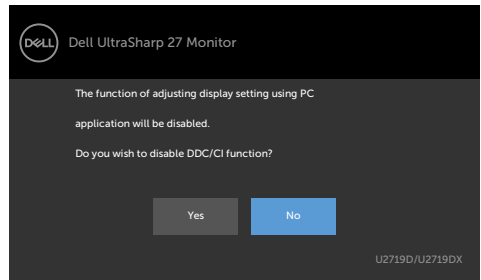 DELL
Dell UltraSharp 27 Monitor
The function of adjusting display setting using PC
application will be disabled.
Do you wish to disable DDC/CI function?
Yes
No
U2719D/U2719DX